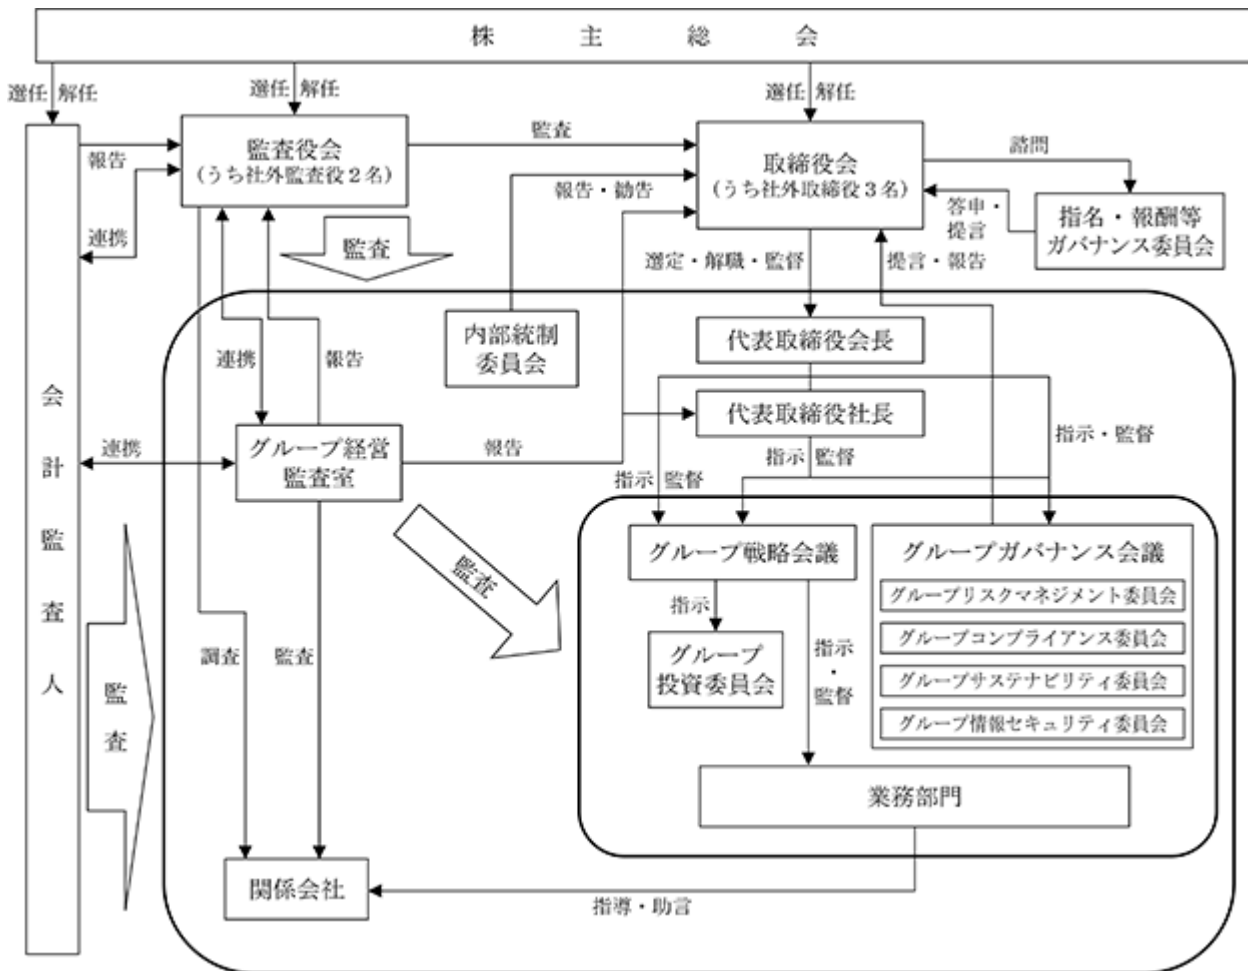 株主総会
選任 解任
選任 解任
選任 解任
監査役会
(うち社外監査役2名)
監査
取締役会
(うち社外取締役3名)
諮問
報告
報告・勧告
答申・
提言
指名・報酬等
ガバナンス委員会
連携
監査
選定・解職・監督
提言・報告
内部統制
委員会
代表取締役会長
連携
報告
代表取締役社長
会計監査人
連携
グループ経営
監査室
報告
指示 監督
指示・監督
指示 監督
監査
グループ戦略会議
グループガバナンス会議
グループリスクマネジメント委員会
指示
グループコンプライアンス委員会
グループ
投資委員会
指示・監督
グループサステナビリティ委員会
グループ情報セキュリティ委員会
調査
監査
監査
業務部門
関係会社
指導・助言